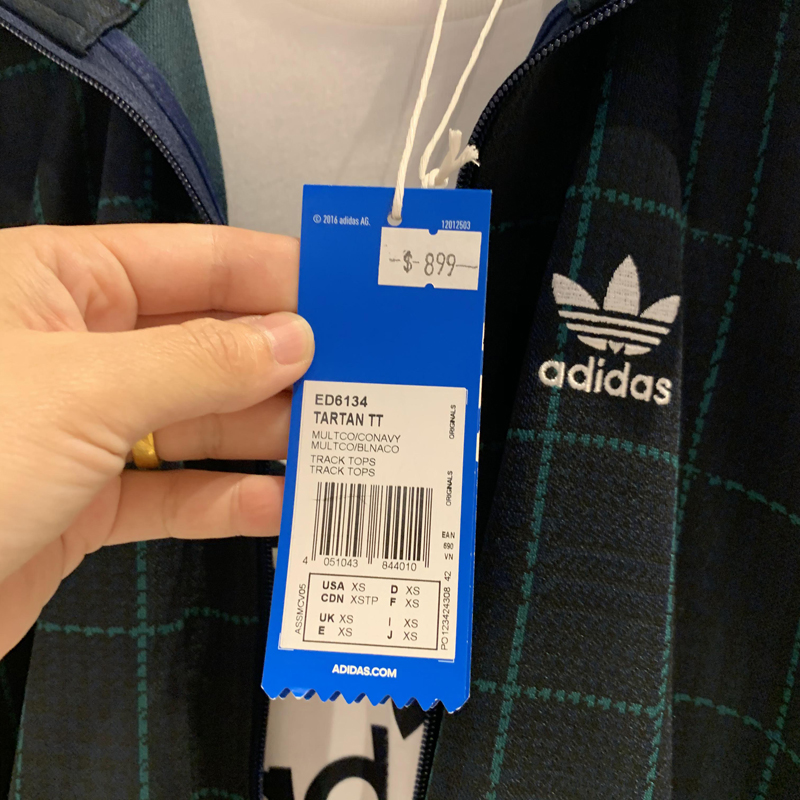 © 2016 adidas AG.
12012503
$ 899
ED6134
TARTAN TT
MULTCO/CONAVY
MULTCO/BLNACO
TRACK TOPS
TRACK TOPS
ORIGINALS
ORIGINALS
EAN
690
VN
4 051043 844010
ASSMCV05
USA XS D XS
CDN XSTP F XS
UK XS I XS
E XS J XS
PO 123424308 42
ADIDAS.COM
adidas